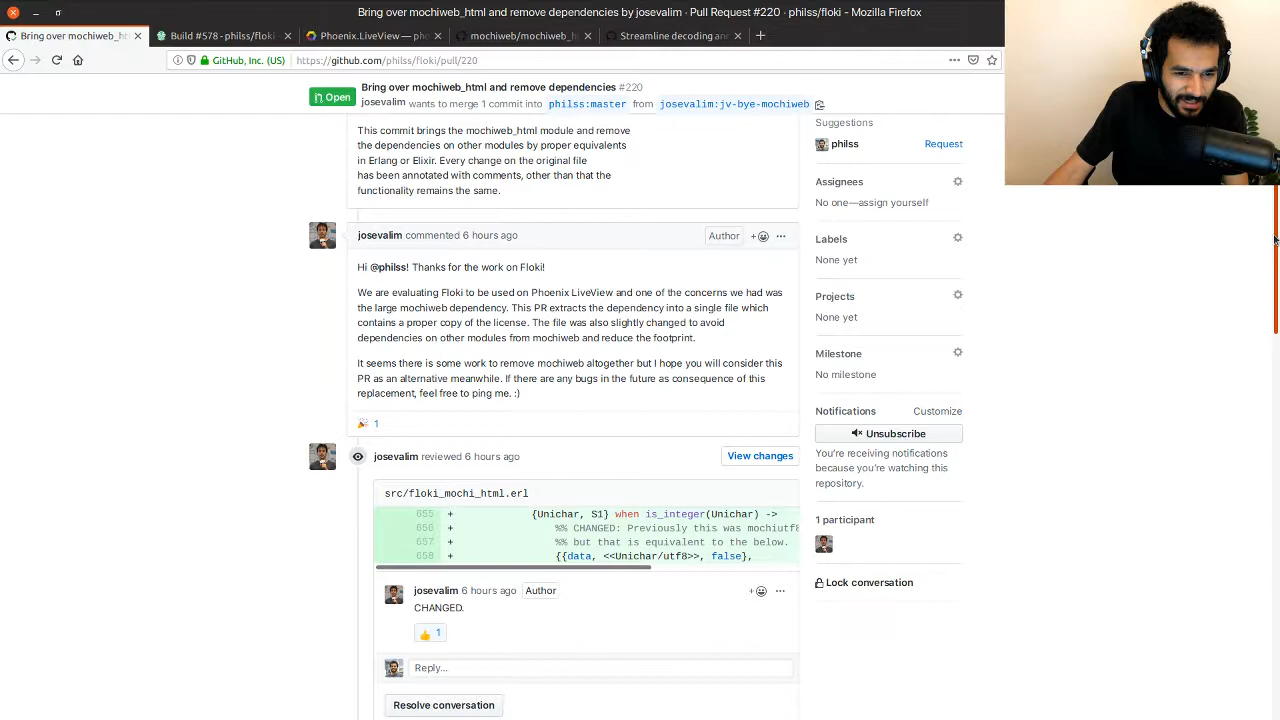 Bring over mochiweb_html and remove dependencies by josevalim · Pull Request #220 · philss/floki - Mozilla Firefox
Bring over mochiweb_ht
Build #578 - philss/floki -
Phoenix.LiveView — pho
mochiweb/mochiweb_ht
Streamline decoding an
GitHub, Inc. (US)
https://github.com/philss/floki/pull/220
Open
Bring over mochiweb_html and remove dependencies #220
josevalim wants to merge 1 commit into philss:master from josevalim:jv-bye-mochiweb
This commit brings the mochiweb_html module and remove
the dependencies on other modules by proper equivalents
in Erlang or Elixir. Every change on the original file
has been annotated with comments, other than that the
functionality remains the same.
josevalim commented 6 hours ago
Author
Hi @philss! Thanks for the work on Floki!
We are evaluating Floki to be used on Phoenix LiveView and one of the concerns we had was
the large mochiweb dependency. This PR extracts the dependency into a single file which
contains a proper copy of the license. The file was also slightly changed to avoid
dependencies on other modules from mochiweb and reduce the footprint.
It seems there is some work to remove mochiweb altogether but I hope you will consider this
PR as an alternative meanwhile. If there are any bugs in the future as consequence of this
replacement, feel free to ping me. :)
1
josevalim reviewed 6 hours ago
View changes
src/floki_mochi_html.erl
655 + {Unichar, S1} when is_integer(Unichar) ->
656 + %% CHANGED: Previously this was mochiutf8
657 + %% but that is equivalent to the below.
658 + {{data, <<Unichar/utf8>>, false},
josevalim 6 hours ago Author
CHANGED.
1
Reply...
Resolve conversation
Suggestions
philss
Request
Assignees
No one—assign yourself
Labels
None yet
Projects
None yet
Milestone
No milestone
Notifications
Customize
Unsubscribe
You're receiving notifications
because you're watching this
repository.
1 participant
Lock conversation